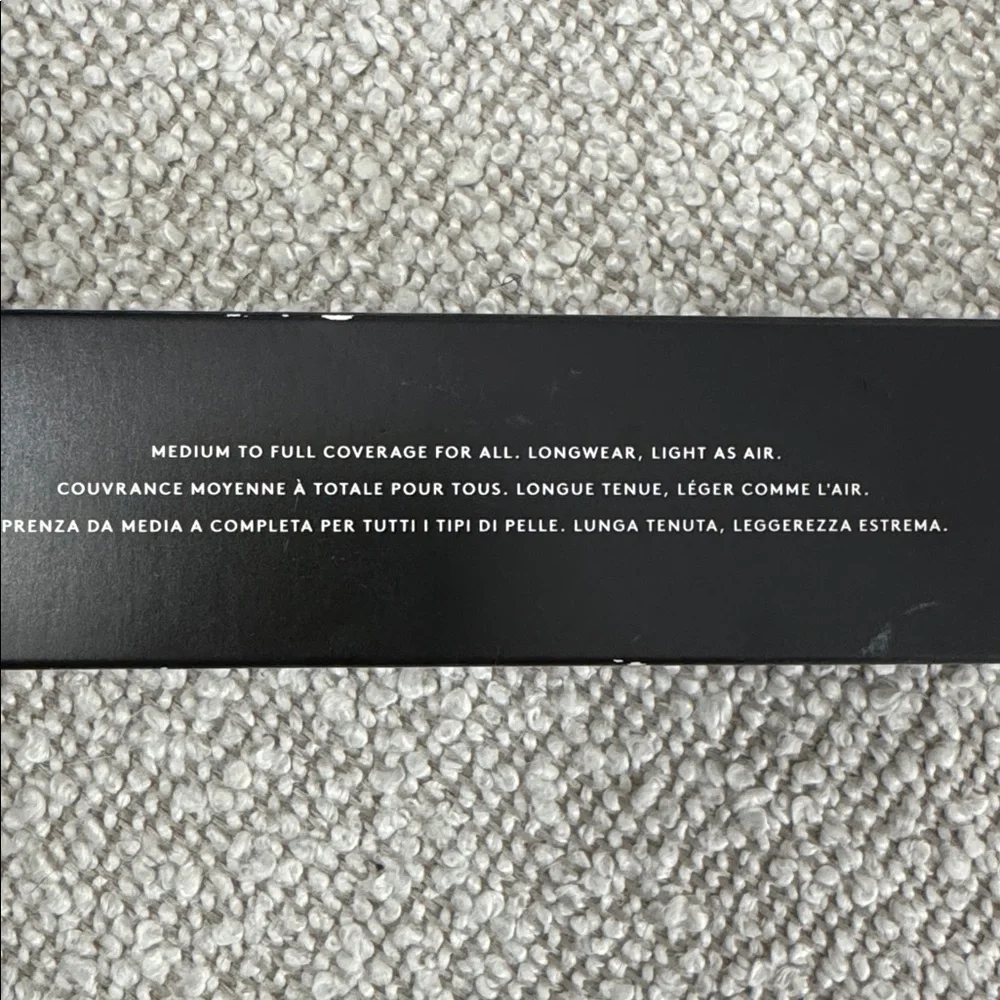 MEDIUM TO FULL COVERAGE FOR ALL. LONGWEAR, LIGHT AS AIR.
COUVRANCE MOYENNE À TOTALE POUR TOUS. LONGUE TENUE, LÉGER COMME L'AIR.
PRENZA DA MEDIA A COMPLETA PER TUTTI I TIPI DI PELLE. LUNGA TENUTA, LEGGEREZZA ESTREMA.